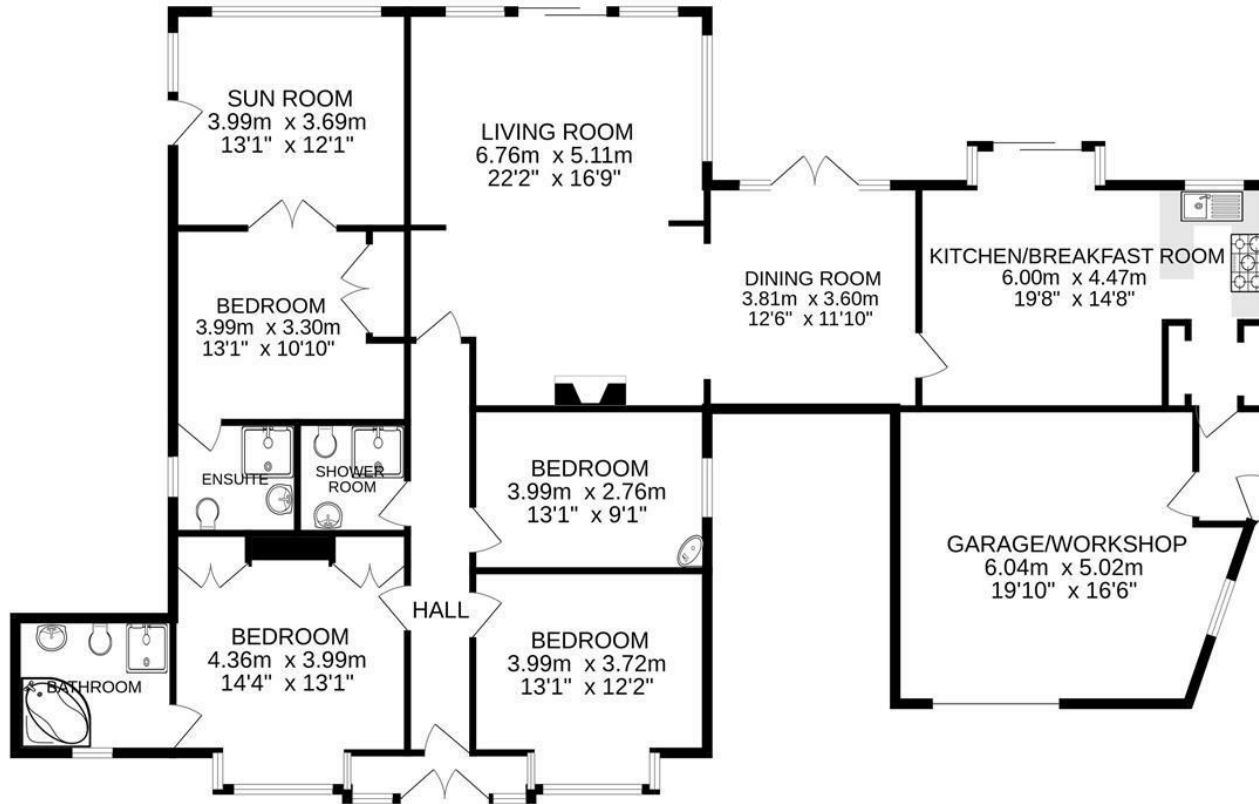 SUN ROOM
3.99m x 3.69m
13'1" x 12'1"
LIVING ROOM
6.76m x 5.11m
22'2" x 16'9"
KITCHEN/BREAKFAST ROOM
6.00m x 4.47m
19'8" x 14'8"
DINING ROOM
3.81m x 3.60m
12'6" x 11'10"
BEDROOM
3.99m x 3.30m
13'1" x 10'10"
ENSUITE
SHOWER
ROOM
BEDROOM
3.99m x 2.76m
13'1" x 9'1"
GARAGE/WORKSHOP
6.04m x 5.02m
19'10" x 16'6"
HALL
BATHROOM
BEDROOM
4.36m x 3.99m
14'4" x 13'1"
BEDROOM
3.99m x 3.72m
13'1" x 12'2"